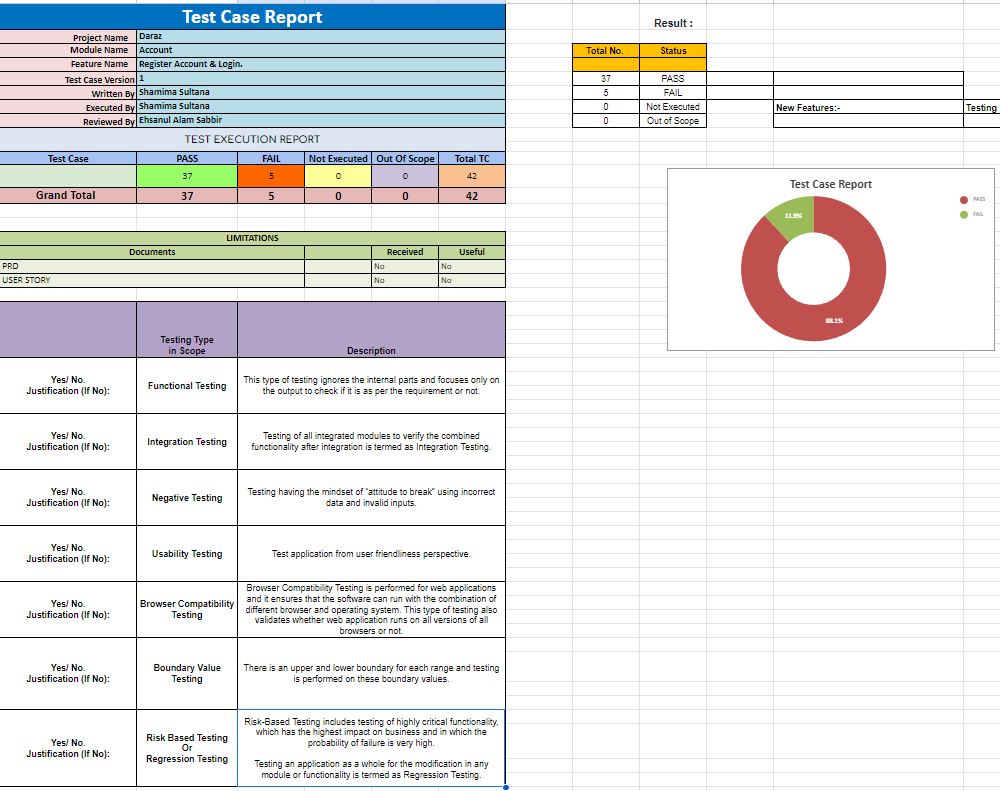 Test Case Report
Project Name Daraz
Module Name Account
Feature Name Register Account & Login.
Test Case Version 1
Written By Shamima Sultana
Executed By Shamima Sultana
Reviewed By Ehsanul Alam Sabbir
TEST EXECUTION REPORT
Test Case PASS FAIL Not Executed Out Of Scope Total TC
37 5 0 0 42
Grand Total 37 5 0 0 42
LIMITATIONS
Documents Received Useful
PRD No No
USER STORY No No
Testing Type
in Scope
Description
Yes/ No.
Justification (If No):
Functional Testing
This type of testing ignores the internal parts and focuses only on
the output to check if it is as per the requirement or not.
Yes/ No.
Justification (If No):
Integration Testing
Testing of all integrated modules to verify the combined
functionality after integration is termed as Integration Testing.
Yes/ No.
Justification (If No):
Negative Testing
Testing having the mindset of "attitude to break" using incorrect
data and invalid inputs.
Yes/ No.
Justification (If No):
Usability Testing
Test application from user friendliness perspective.
Yes/ No.
Justification (If No):
Browser Compatibility
Testing
Browser Compatibility Testing is performed for web applications
and it ensures that the software can run with the combination of
different browser and operating system. This type of testing also
validates whether web application runs on all versions of all
browsers or not.
Yes/ No.
Justification (If No):
Boundary Value
Testing
There is an upper and lower boundary for each range and testing
is performed on these boundary values.
Yes/ No.
Justification (If No):
Risk Based Testing
Or
Regression Testing
Risk-Based Testing includes testing of highly critical functionality,
which has the highest impact on business and in which the
probability of failure is very high.
Testing an application as a whole for the modification in any
module or functionality is termed as Regression Testing.
Result :
Total No. Status
37 PASS
5 FAIL
0 Not Executed
0 Out of Scope
New Features:- Testing
Test Case Report
PASS
FAIL
11.9%
88.1%